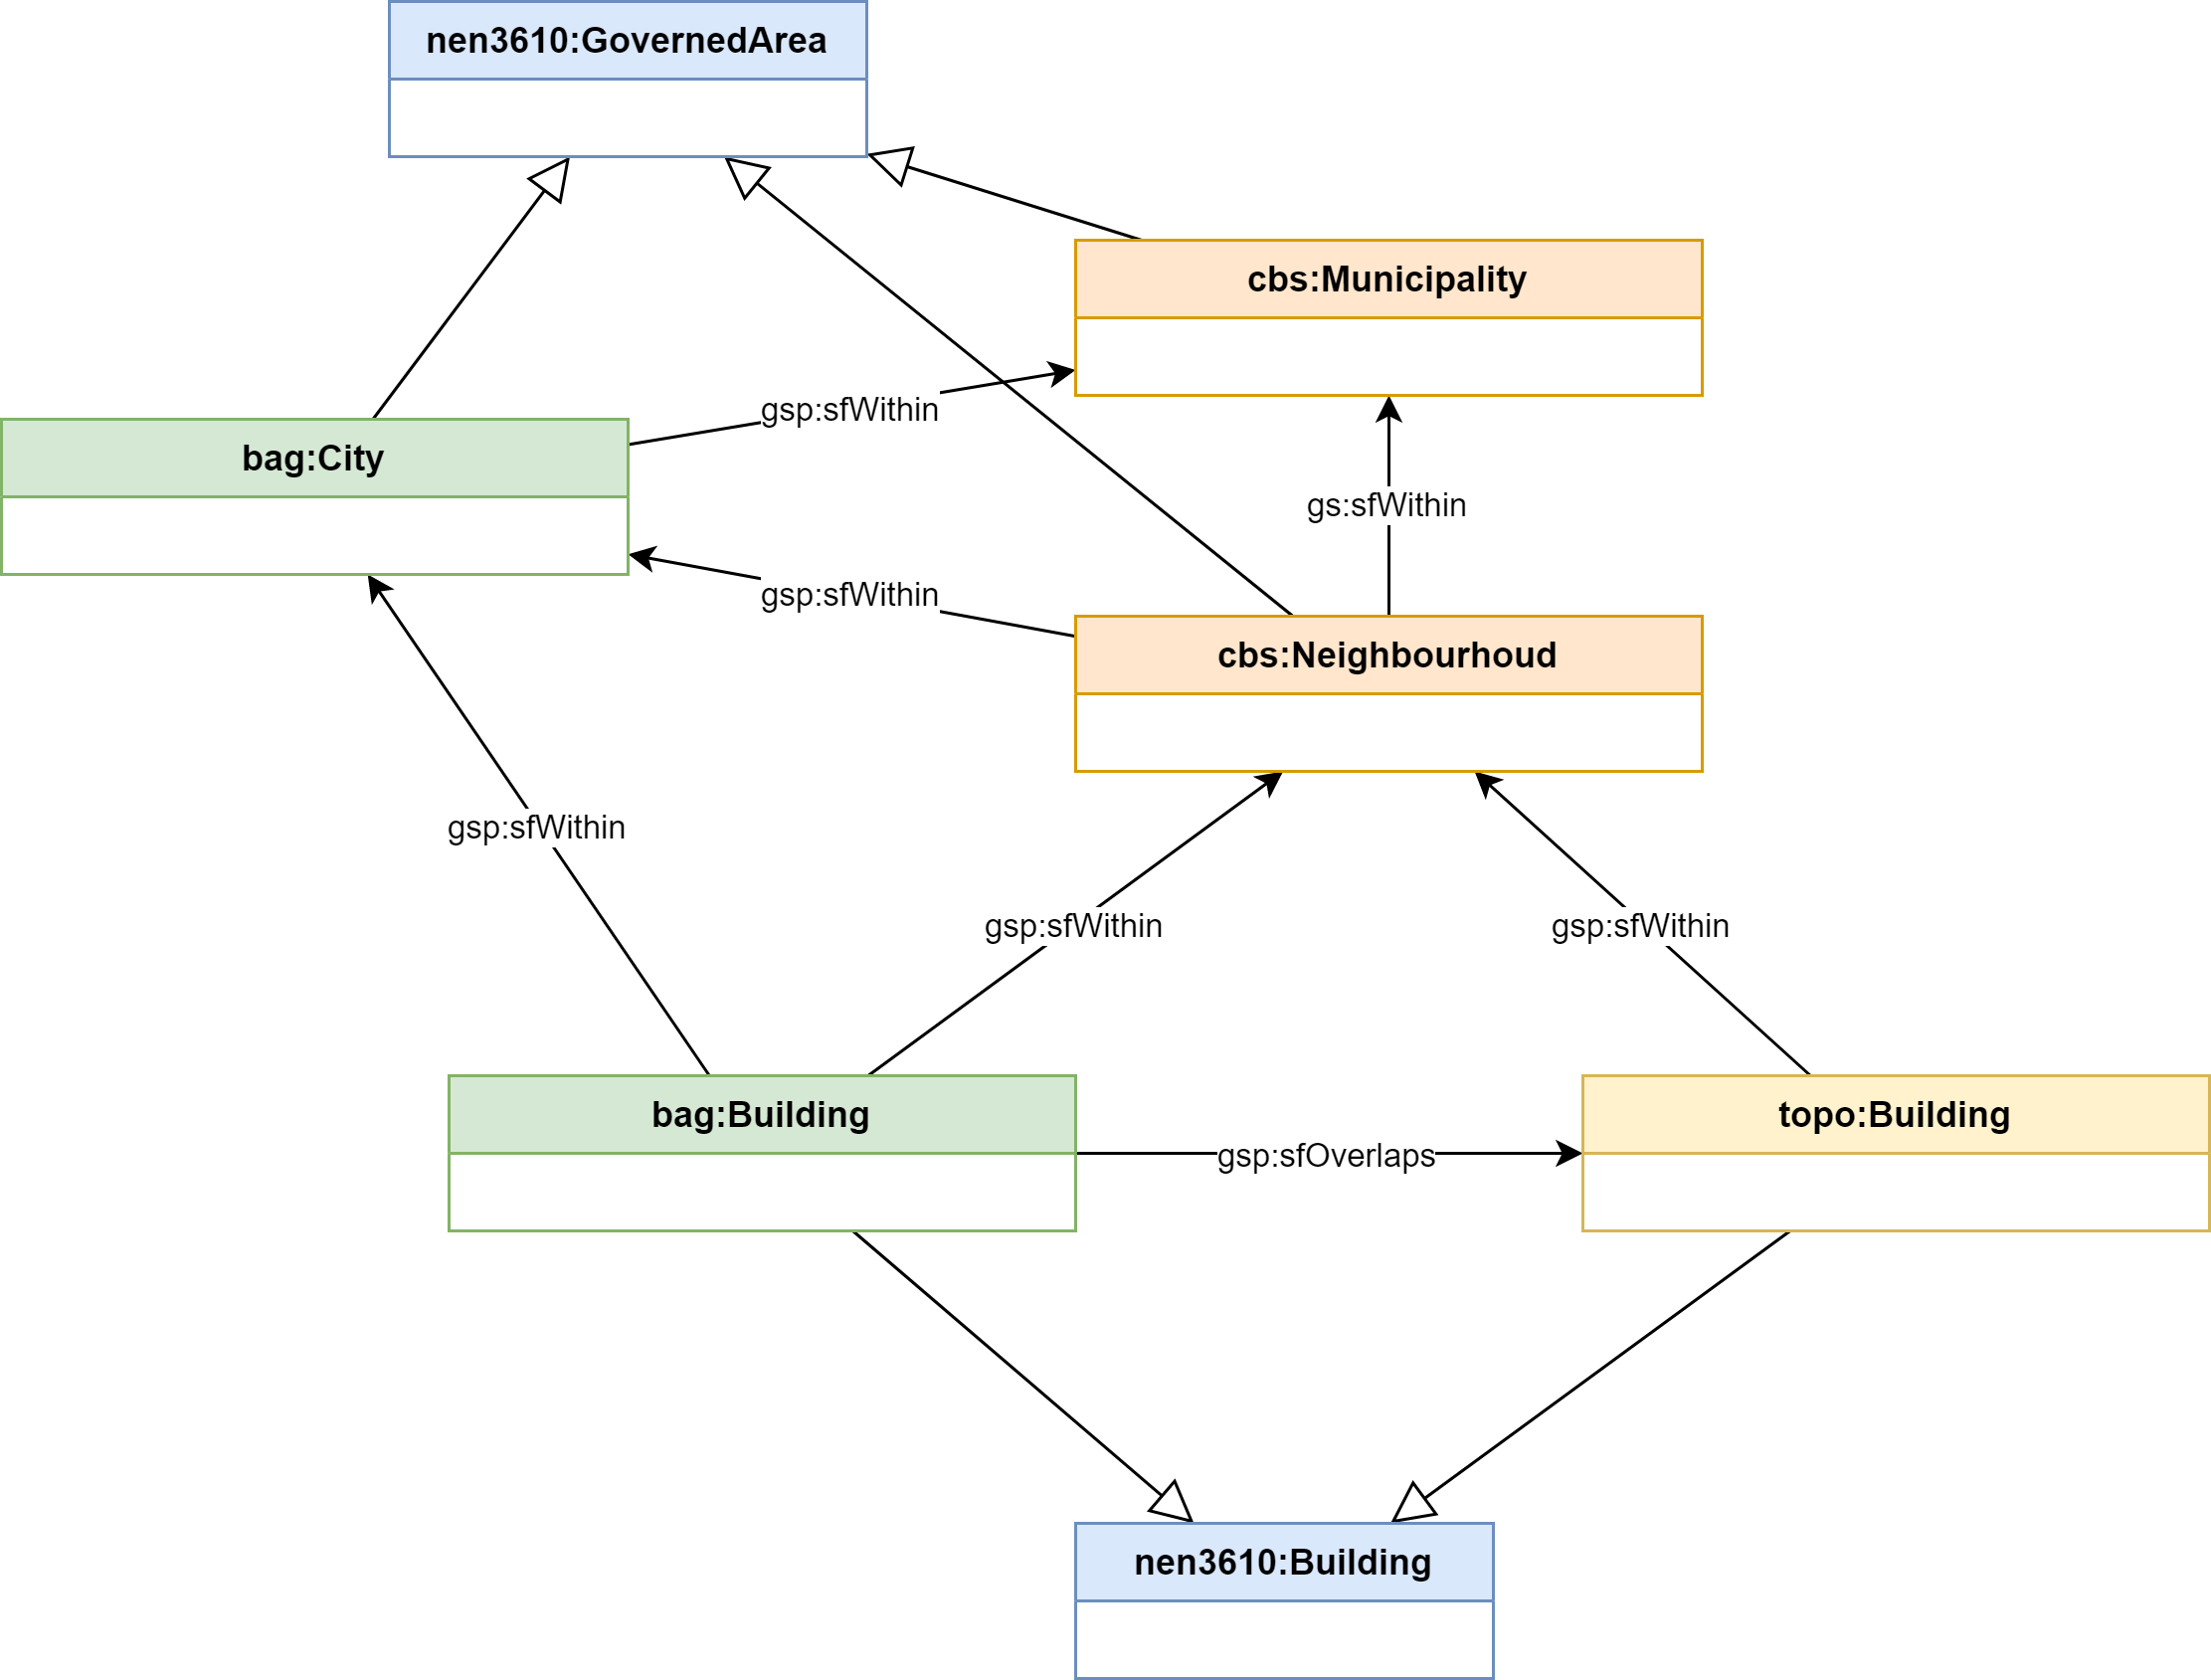 nen3610:GovernedArea
cbs:Municipality
gsp:sfWithin
bag:City
gs:sfWithin
gsp:sfWithin
cbs:Neighbourhoud
gsp:sfWithin
gsp:sfWithin
gsp:sfWithin
bag:Building
topo:Building
gsp:sfOverlaps
nen3610:Building